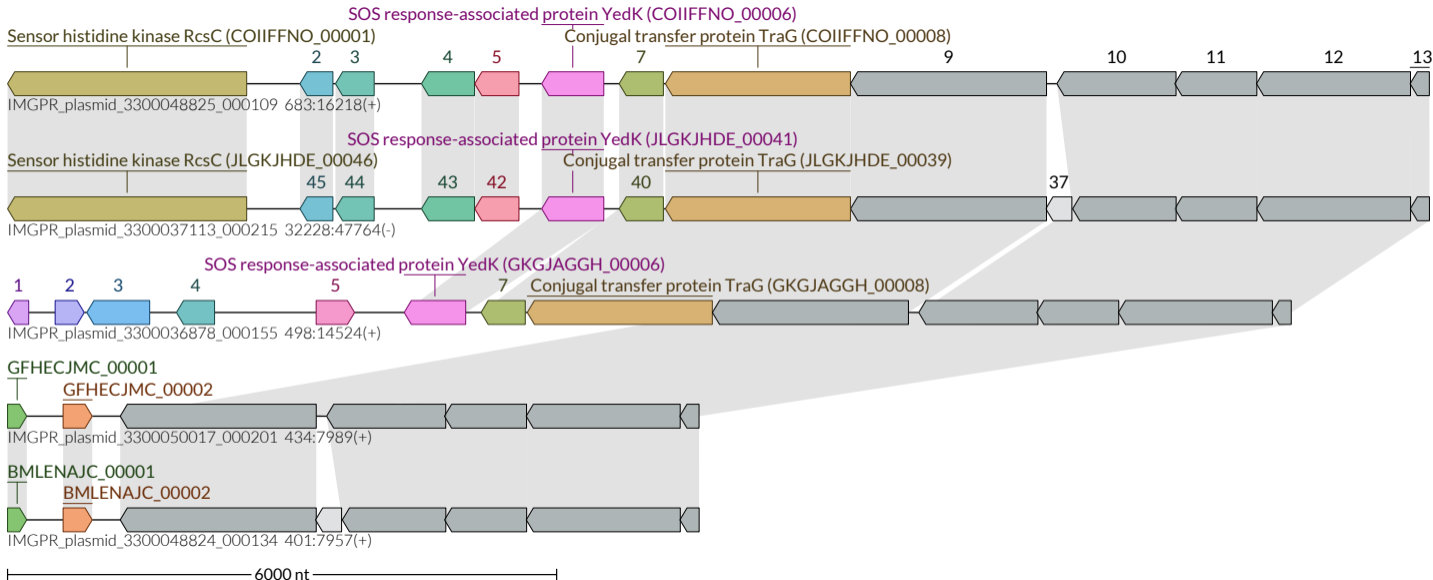 SOS response-associated protein YedK (COIIFFNO_00006)
Sensor histidine kinase RcsC (COIIFFNO_00001)
Conjugal transfer protein TraG (COIIFFNO_00008)
2 3 4 5 7 9 10 11 12 13
IMGPR_plasmid_3300048825_000109 683:16218(+)
SOS response-associated protein YedK (JLGKJHDE_00041)
Sensor histidine kinase RcsC (JLGKJHDE_00046)
Conjugal transfer protein TraG (JLGKJHDE_00039)
45 44 43 42 40 37
IMGPR_plasmid_3300037113_000215 32228:47764(-)
SOS response-associated protein YedK (GKGJAGGH_00006)
1 2 3 4 5 7 Conjugal transfer protein TraG (GKGJAGGH_00008)
IMGPR_plasmid_3300036878_000155 498:14524(+)
GFHECJMC_00001
GFHECJMC_00002
IMGPR_plasmid_3300050017_000201 434:7989(+)
BMLENAJC_00001
BMLENAJC_00002
IMGPR_plasmid_3300048824_000134 401:7957(+)
6000 nt